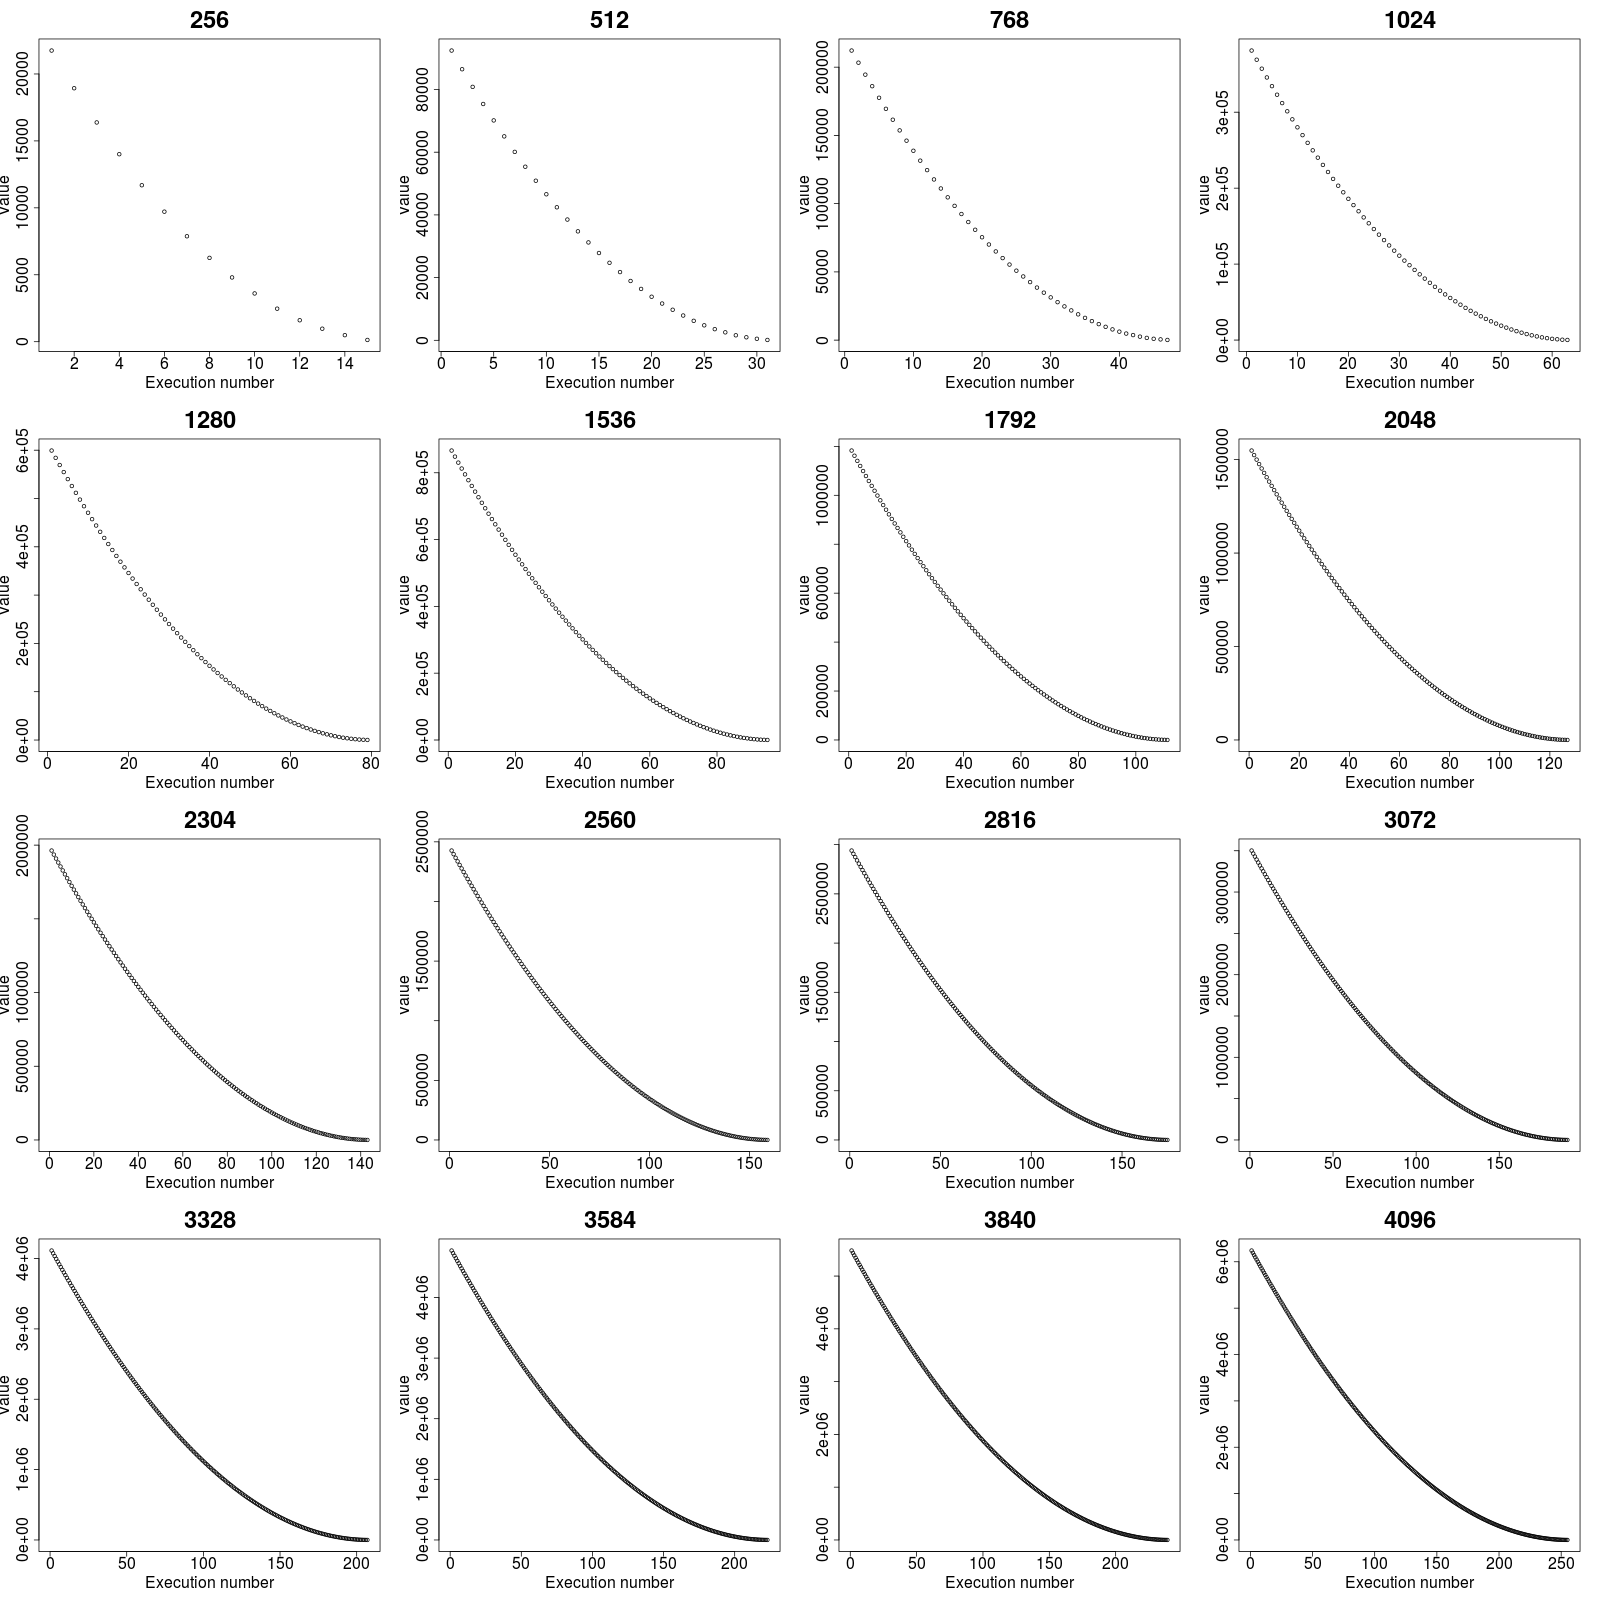 256 512 768 1024
value 0 5000 10000 15000 20000
value 0 20000 40000 60000 80000
value 0 50000 100000 150000 200000
value 0e+00 1e+05 2e+05 3e+05
2 4 6 8 10 12 14
0 5 10 15 20 25 30
0 10 20 30 40
0 10 20 30 40 50 60
Execution number Execution number Execution number Execution number
1280 1536 1792 2048
value 0e+00 2e+05 4e+05 6e+05
value 0e+00 2e+05 4e+05 6e+05 8e+05
value 0 200000 600000 1000000
value 0 500000 1000000 1500000
0 20 40 60 80
0 20 40 60 80
0 20 40 60 80 100
0 20 40 60 80 100 120
Execution number Execution number Execution number Execution number
2304 2560 2816 3072
value 0 500000 1000000 2000000
value 0 500000 1500000 2500000
value 0 500000 1500000 2500000
value 0 1000000 2000000 3000000
0 20 40 60 80 100 120 140
0 50 100 150
0 50 100 150
0 50 100 150
Execution number Execution number Execution number Execution number
3328 3584 3840 4096
value 0e+00 1e+06 2e+06 3e+06 4e+06
value 0e+00 1e+06 2e+06 3e+06 4e+06
value 0e+00 2e+06 4e+06
value 0e+00 2e+06 4e+06 6e+06
0 50 100 150 200
0 50 100 150 200
0 50 100 150 200
0 50 100 150 200 250
Execution number Execution number Execution number Execution number